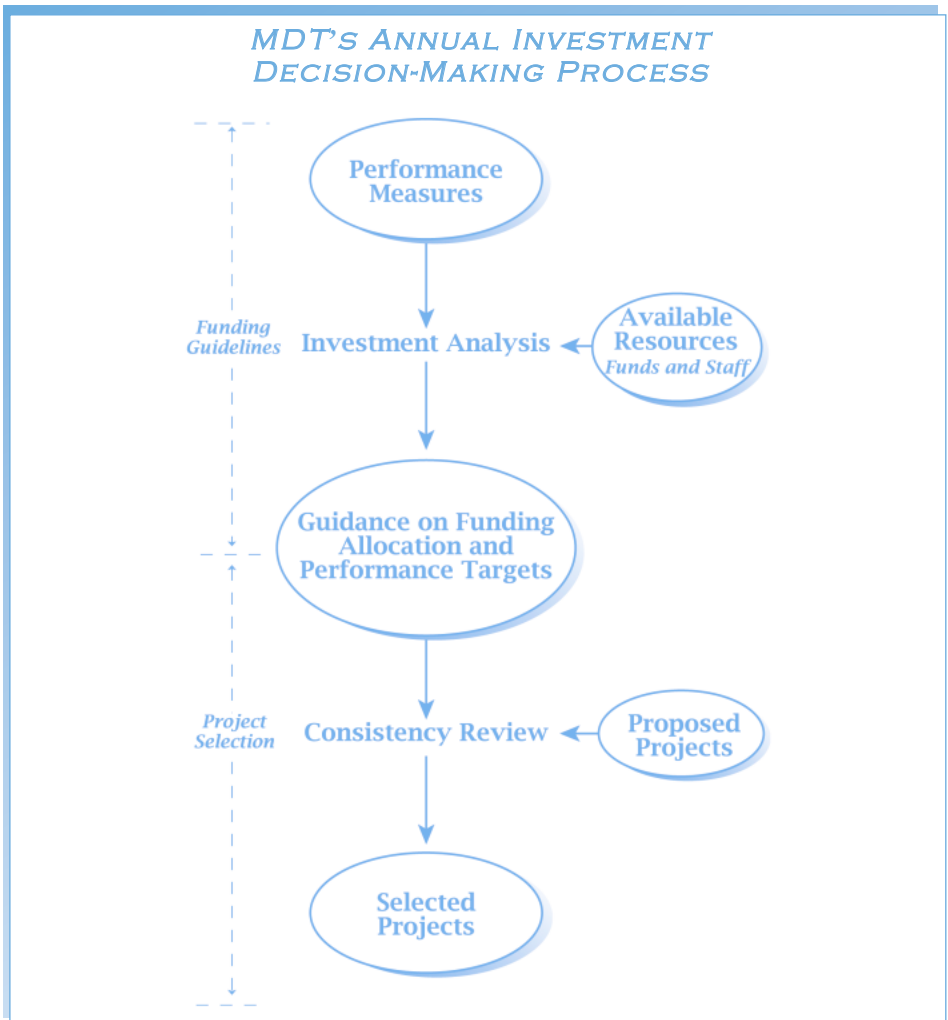 MDT's Annual Investment
Decision-Making Process
Performance
Measures
Funding
Guidelines
Investment Analysis
Available
Resources
Funds and Staff
Guidance on Funding
Allocation and
Performance Targets
Project
Selection
Consistency Review
Proposed
Projects
Selected
Projects